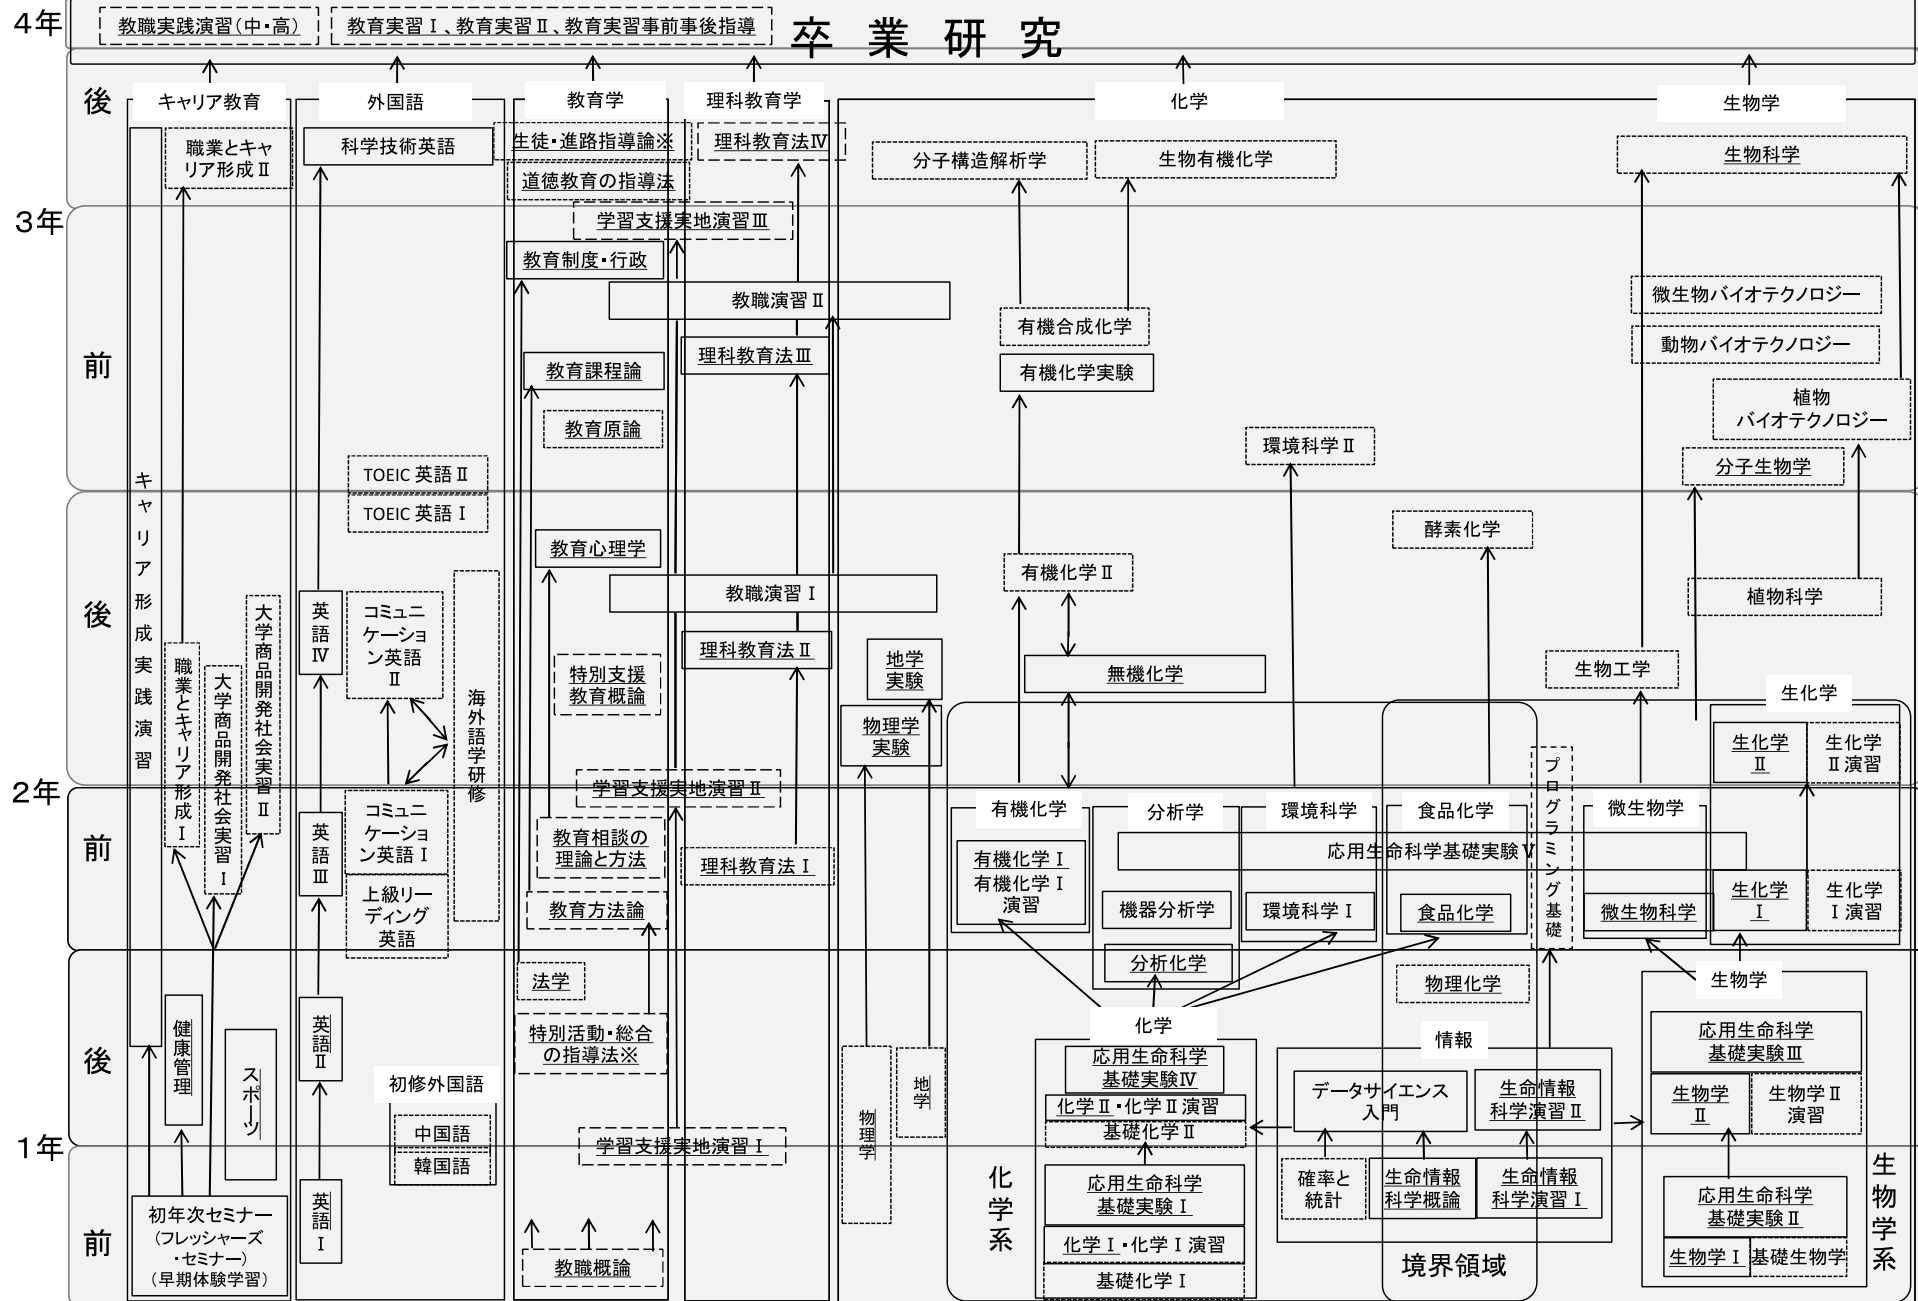 4年
教職実践演習(中・高)
教育実習Ⅰ、教育実習Ⅱ、教育実習事前事後指導
卒業研究
後
キャリア教育
外国語
教育学
理科教育学
化学
生物学
職業とキャ
リア形成Ⅱ
科学技術英語
生徒・進路指導論※
理科教育法Ⅳ
道徳教育の指導法
分子構造解析学
生物有機化学
生物科学
3年
学習支援実地演習Ⅲ
教育制度・行政
教職演習Ⅱ
前
理科教育法Ⅲ
教育課程論
教育原論
有機合成化学
有機化学実験
微生物バイオテクノロジー
動物バイオテクノロジー
植物
バイオテクノロジー
環境科学Ⅱ
分子生物学
キャリア形成実践演習
TOEIC 英語Ⅱ
TOEIC 英語Ⅰ
教育心理学
酵素化学
後
有機化学Ⅱ
教職演習Ⅰ
植物科学
職業とキャリア形成Ⅰ
大学商品開発社会実習Ⅰ
大学商品開発発社会実習Ⅱ
英語Ⅳ
コミュニ
ケーショ
ン英語
Ⅱ
海外語学研修
理科教育法Ⅱ
特別支援
教育概論
地学
実験
物理学
実験
無機化学
生物工学
生化学
生化学
Ⅱ
生化学
Ⅱ演習
2年
学習支援実地演習Ⅱ
前
英語Ⅲ
コミュニ
ケーショ
ン英語Ⅰ
上級リー
ディング
英語
教育相談の
理論と方法
理科教育法Ⅰ
教育方法論
有機化学
分析学
環境科学
食品化学
プログラミング基礎
微生物学
応用生命科学基礎実験Ⅴ
有機化学Ⅰ
有機化学Ⅰ
演習
機器分析学
環境科学Ⅰ
食品化学
微生物科学
生化学
Ⅰ
生化学
Ⅰ演習
分析化学
法学
物理化学
生物学
後
健康管理
スポーツ
英語Ⅱ
特別活動・総合
の指導法※
初修外国語
中国語
韓国語
物理学
地学
化学
応用生命科学
基礎実験Ⅳ
化学Ⅱ・化学Ⅱ演習
基礎化学Ⅱ
情報
データサイエンス
入門
生命情報
科学演習Ⅱ
応用生命科学
基礎実験Ⅲ
生物学
Ⅱ
生物学Ⅱ
演習
1年
学習支援実地演習Ⅰ
前
初年次セミナー
(フレッシャーズ
・セミナー)
(早期体験学習)
英語Ⅰ
教職概論
化学系
応用生命科学
基礎実験Ⅰ
化学Ⅰ・化学Ⅰ演習
基礎化学Ⅰ
確率と
統計
生命情報
科学概論
生命情報
科学演習Ⅰ
境界領域
応用生命科学
基礎実験Ⅱ
生物学Ⅰ
基礎生物学
生物学系